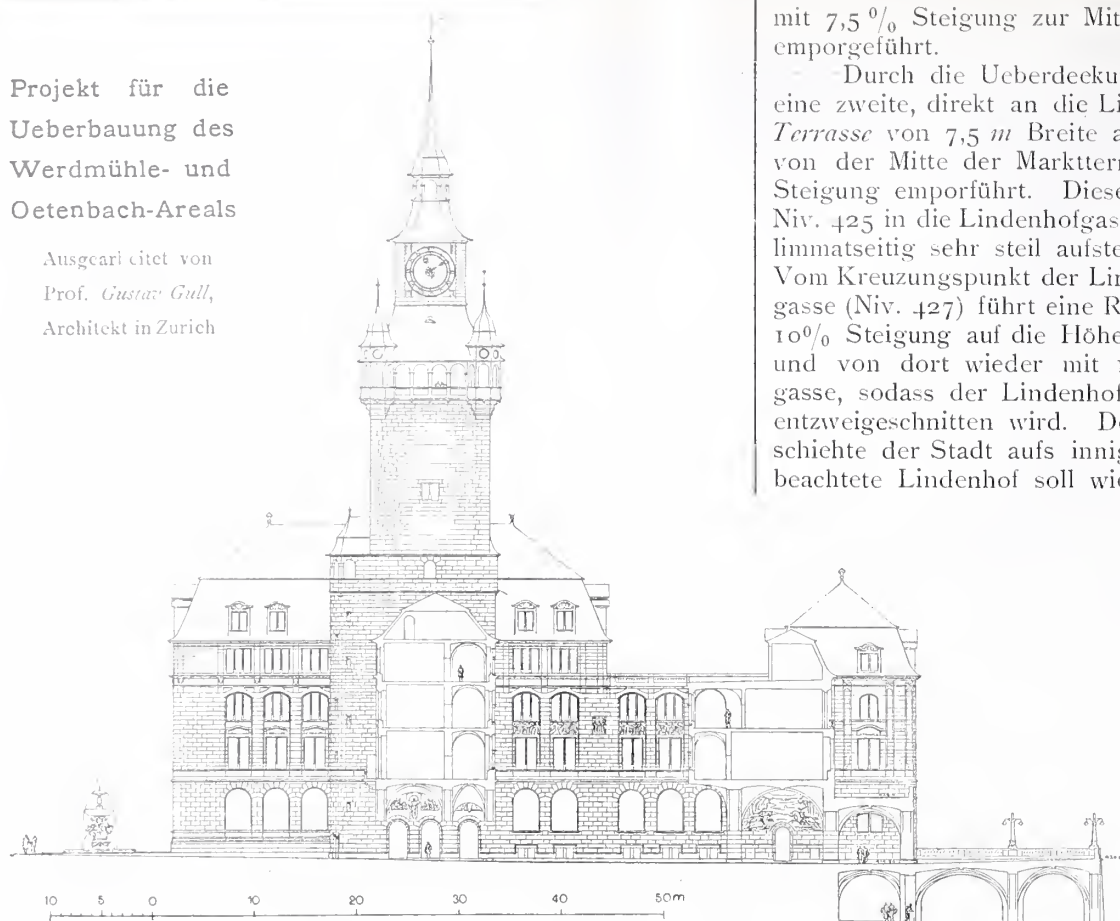 Projekt für die
Ueberbauung des
Werdmühle- und
Oetenbach-Areals
von
Prof. Gustav Gull,
Architekt in Zurich
mit 7,5 % Steigung zur Mit
emporgeführt.
Durch die Ueberdeeku
eine zweite, direkt an die Li
Terrasse von 7,5 m Breite a
von der Mitte der Marktterr
Steigung emporführt. Diese
Niv. 425 in die Lindenhofgas
limmatseitig sehr steil aufste
Vom Kreuzungspunkt der Lin
gasse (Niv. 427) führt eine R
10% Steigung auf die Höhe
und von dort wieder mit
gasse, sodass der Lindenhof
entzweigeschnitten wird. De
schiehte der Stadt aufs innig
beachtete Lindenhof soll wie
10 5 0 10 20 30 40 50m